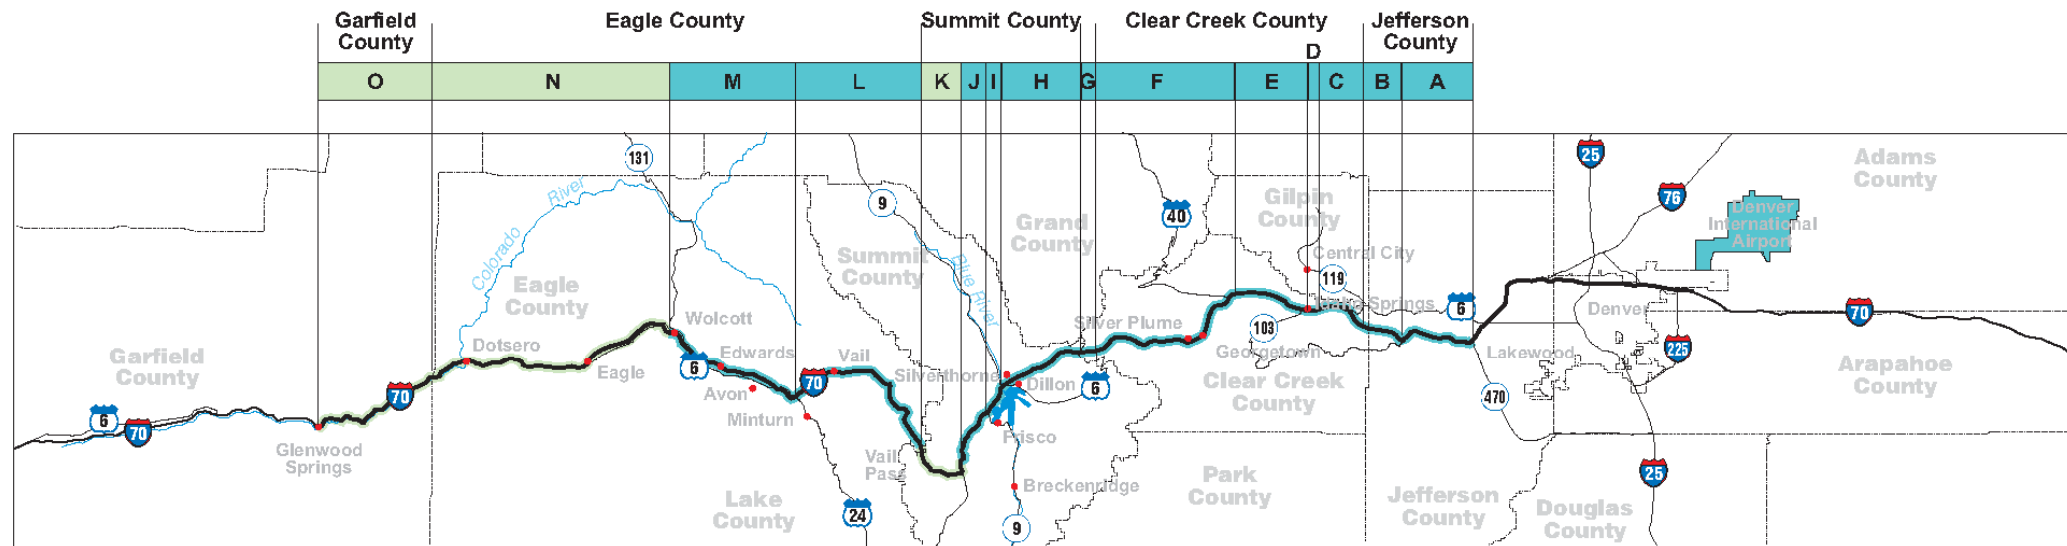 Garfield
County
Eagle County
Summit County
Clear Creek County
Jefferson
County
D
O
N
M
L
K
J
I
H
G
F
E
C
B
A
131
25
Adams
County
River
9
40
Gilpin
County
76
Denver
International
Airport
Grand
County
Colorado
Summit
County
Blue River
Central City
119
Eagle
County
Idaho Springs
6
Denver
70
Wolcott
103
Silver Plume
Dotsero
Edwards
Vail
Georgetown
Lakewood
225
Garfield
County
6
Eagle
70
Silverthorne
Dillon
6
Clear Creek
County
Arapahoe
County
70
Avon
470
6
70
Minturn
Frisco
Glenwood
Springs
Vail
Pass
Breckenridge
Park
County
25
Lake
County
24
9
Jefferson
County
Douglas
County